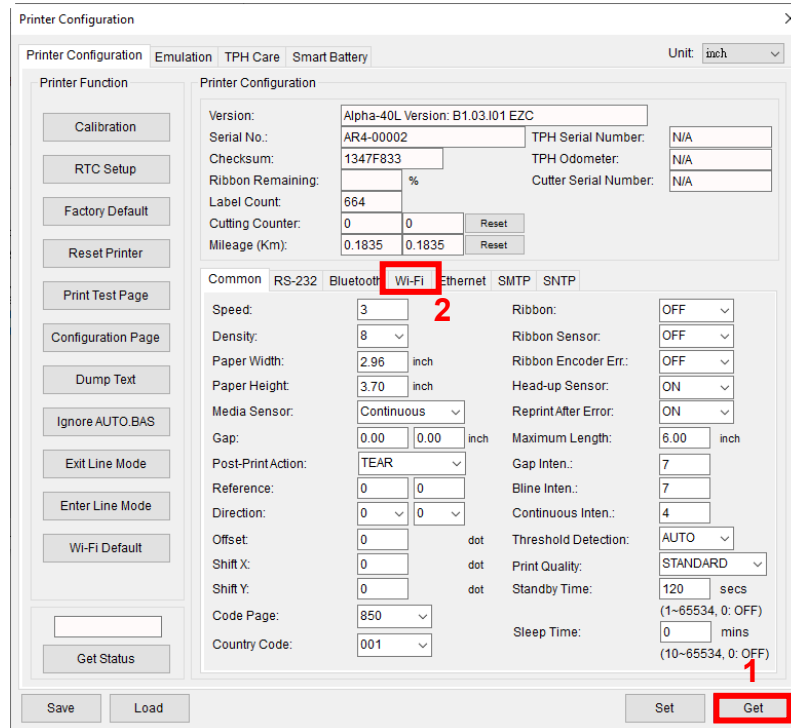 Printer Configuration
Printer Configuration Emulation TPH Care Smart Battery Unit: inch
Printer Function
Calibration
RTC Setup
Factory Default
Reset Printer
Print Test Page
Configuration Page
Dump Text
Ignore AUTO.BAS
Exit Line Mode
Enter Line Mode
Wi-Fi Default
Get Status
Printer Configuration
Version: Alpha-40L Version: B1.03.I01 EZC
Serial No.: AR4-00002 TPH Serial Number: N/A
Checksum: 1347F833 TPH Odometer: N/A
Ribbon Remaining: % Cutter Serial Number: N/A
Label Count: 664
Cutting Counter: 0 0 Reset
Mileage (Km): 0.1835 0.1835 Reset
Common RS-232 Bluetooth Wi-Fi Ethernet SMTP SNTP
2
Speed: 3 Ribbon: OFF
Density: 8 Ribbon Sensor: OFF
Paper Width: 2.96 inch Ribbon Encoder Err.: OFF
Paper Height: 3.70 inch Head-up Sensor: ON
Media Sensor: Continuous Reprint After Error: ON
Gap: 0.00 0.00 inch Maximum Length: 6.00 inch
Post-Print Action: TEAR Gap Inten.: 7
Reference: 0 0 Bline Inten.: 7
Direction: 0 0 Continuous Inten.: 4
Offset: 0 dot Threshold Detection: AUTO
Shift X: 0 dot Print Quality: STANDARD
Shift Y: 0 dot Standby Time: 120 secs
(1~65534, 0: OFF)
Code Page: 850
Sleep Time: 0 mins
Country Code: 001
(10~65534, 0: OFF)
1
Save Load Set Get